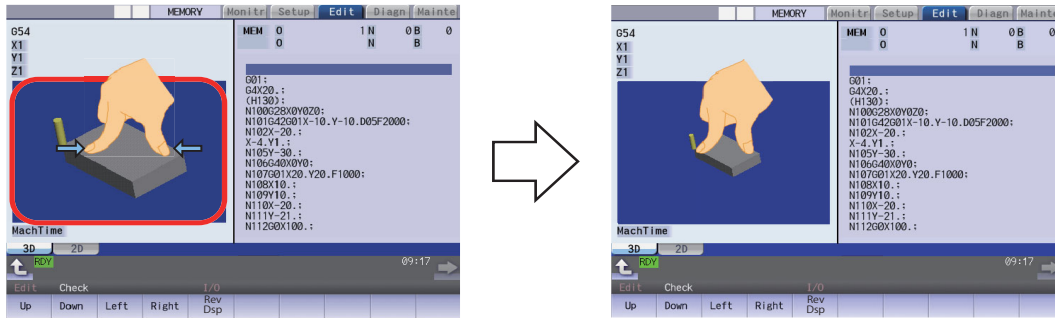 MEMORY Monitr Setup Edit Diagn Mainte
G54 MEM O 1 N 0 B 0
X1 O N B
Y1
Z1
G01;
G4X20.;
(H130);
N100G28X0Y0Z0;
N101G42G01X-10.Y-10.D05F2000;
N102X-20.;
X-4.Y1.;
N105Y-30.;
N106G40X0Y0;
N107G01X20.Y20.F1000;
N108X10.;
N109Y10.;
N110X-20.;
N111Y-21.;
N112G0X100.;
MachTime
3D 2D
RDY 09:17
Edit Check I/O
Up Down Left Right Rev
Dsp
MEMORY Monitr Setup Edit Diagn Mainte
G54 MEM O 1 N 0 B 0
X1 O N B
Y1
Z1
G01;
G4X20.;
(H130);
N100G28X0Y0Z0;
N101G42G01X-10.Y-10.D05F2000;
N102X-20.;
X-4.Y1.;
N105Y-30.;
N106G40X0Y0;
N107G01X20.Y20.F1000;
N108X10.;
N109Y10.;
N110X-20.;
N111Y-21.;
N112G0X100.;
MachTime
3D 2D
RDY 09:17
Edit Check I/O
Up Down Left Right Rev
Dsp